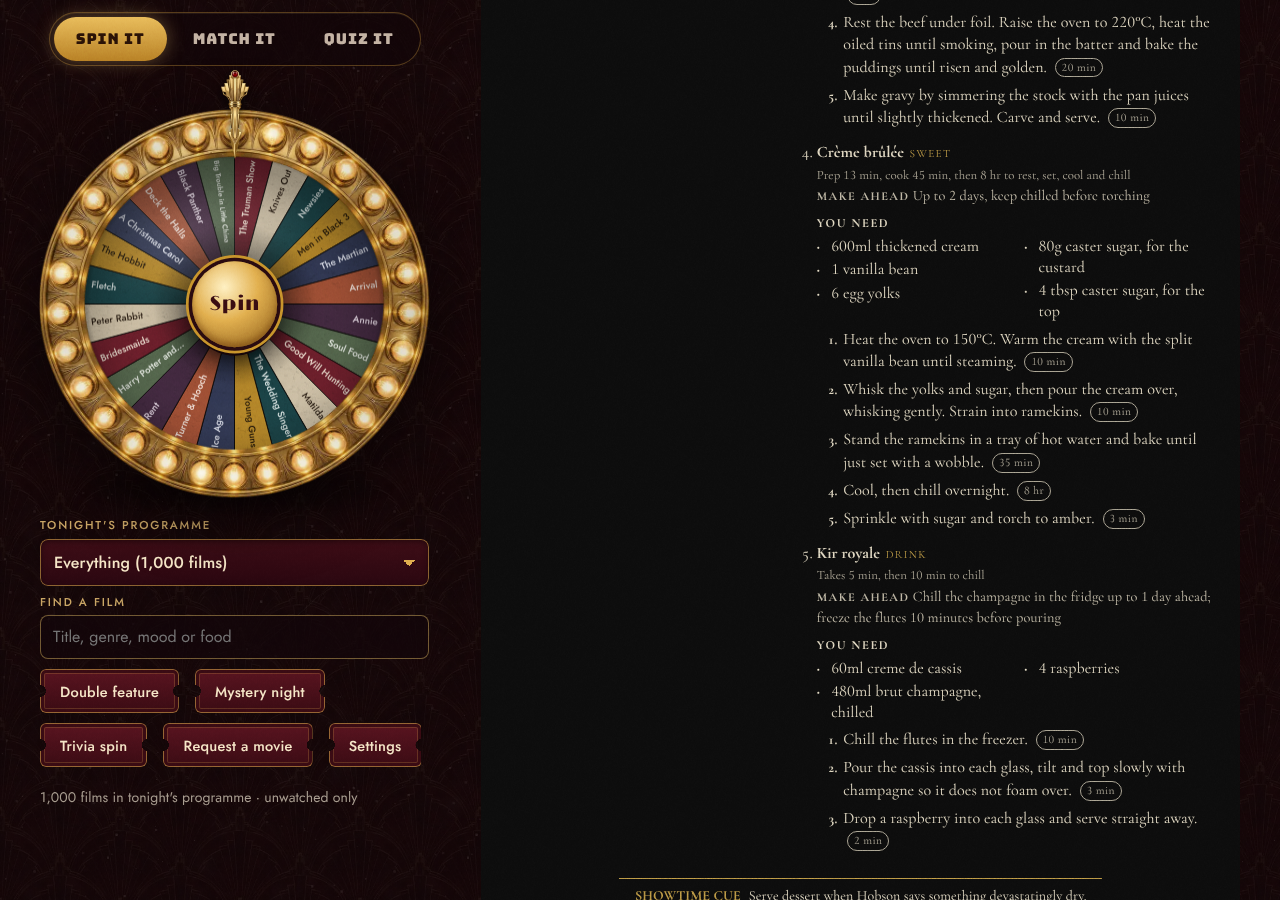 SPIN IT
MATCH IT
QUIZ IT
Big Trouble in Little China
The Truman Show
Knives Out
Newsies
Men in Black 3
The Martian
Arrival
Annie
Soul Food
Good Will Hunting
Matilda
The Wedding Singer
Young Guns
Ice Age
Turner & Hooch
Rent
Harry Potter and...
Bridesmaids
Peter Rabbit
Fletch
The Hobbit
A Christmas Carol
Deck the Halls
Black Panther
Spin
TONIGHT'S PROGRAMME
Everything (1,000 films)
FIND A FILM
Title, genre, mood or food
Double feature
Mystery night
Trivia spin
Request a movie
Settings
1,000 films in tonight's programme · unwatched only
4. Rest the beef under foil. Raise the oven to 220°C, heat the
oiled tins until smoking, pour in the batter and bake the
puddings until risen and golden. 20 min
5. Make gravy by simmering the stock with the pan juices
until slightly thickened. Carve and serve. 10 min
4. Crème brûlée SWEET
Prep 13 min, cook 45 min, then 8 hr to rest, set, cool and chill
MAKE AHEAD Up to 2 days, keep chilled before torching
YOU NEED
· 600ml thickened cream
· 1 vanilla bean
· 6 egg yolks
· 80g caster sugar, for the
custard
· 4 tbsp caster sugar, for the
top
1. Heat the oven to 150°C. Warm the cream with the split
vanilla bean until steaming. 10 min
2. Whisk the yolks and sugar, then pour the cream over,
whisking gently. Strain into ramekins. 10 min
3. Stand the ramekins in a tray of hot water and bake until
just set with a wobble. 35 min
4. Cool, then chill overnight. 8 hr
5. Sprinkle with sugar and torch to amber. 3 min
5. Kir royale DRINK
Takes 5 min, then 10 min to chill
MAKE AHEAD Chill the champagne in the fridge up to 1 day ahead;
freeze the flutes 10 minutes before pouring
YOU NEED
· 60ml creme de cassis
· 480ml brut champagne,
chilled
· 4 raspberries
1. Chill the flutes in the freezer. 10 min
2. Pour the cassis into each glass, tilt and top slowly with
champagne so it does not foam over. 3 min
3. Drop a raspberry into each glass and serve straight away.
2 min
SHOWTIME CUE Serve dessert when Hobson says something devastatingly dry.